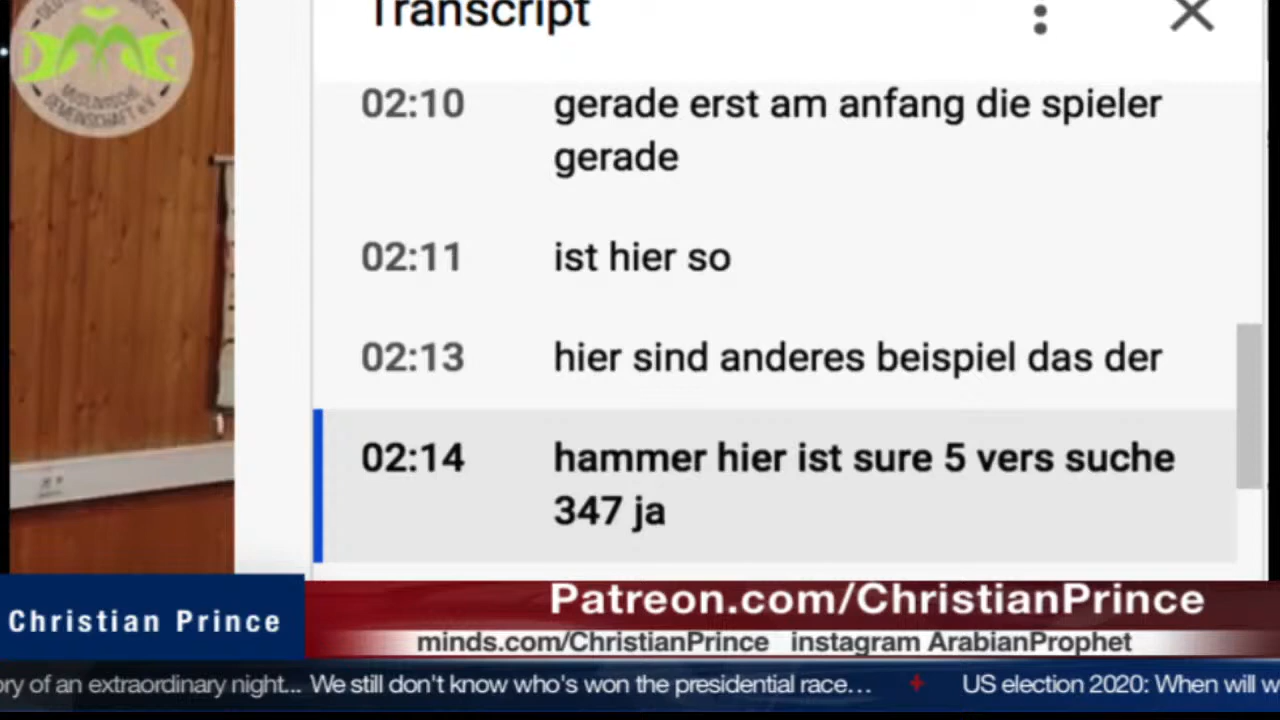 Transcript
02:10 gerade erst am anfang die spieler
gerade
02:11 ist hier so
02:13 hier sind anderes beispiel das der
02:14 hammer hier ist sure 5 vers suche
347 ja
MUSLIMISCHE
GEMEINSCHAFT e.V.
Christian Prince
Patreon.com/ChristianPrince
minds.com/ChristianPrince instagram ArabianProphet
ory of an extraordinary night... We still don't know who's won the presidential race... US election 2020: When will w